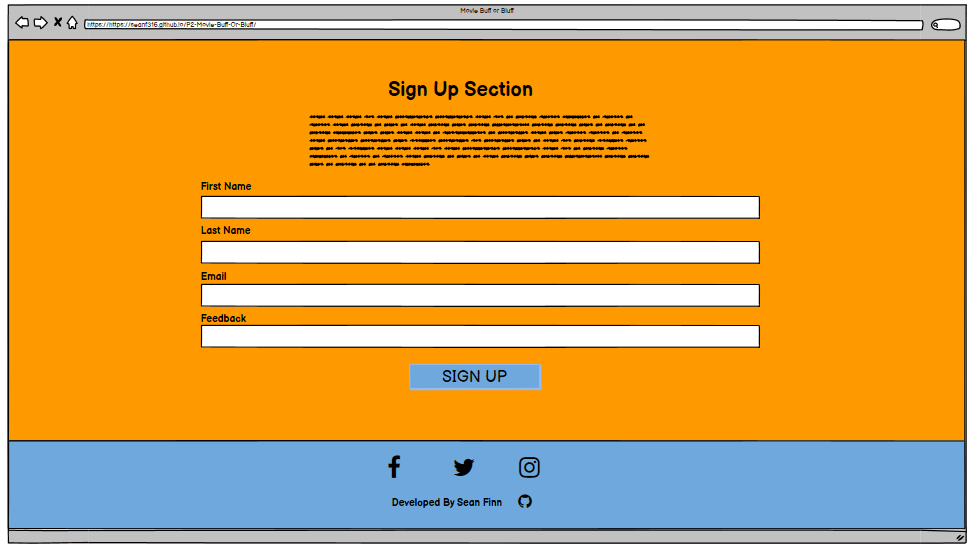 Movie Buff or Bluff
https://https://seanf316.github.io/P2-Movie-Buff-Or-Bluff/
Sign Up Section
First Name
Last Name
Email
Feedback
SIGN UP
Developed By Sean Finn